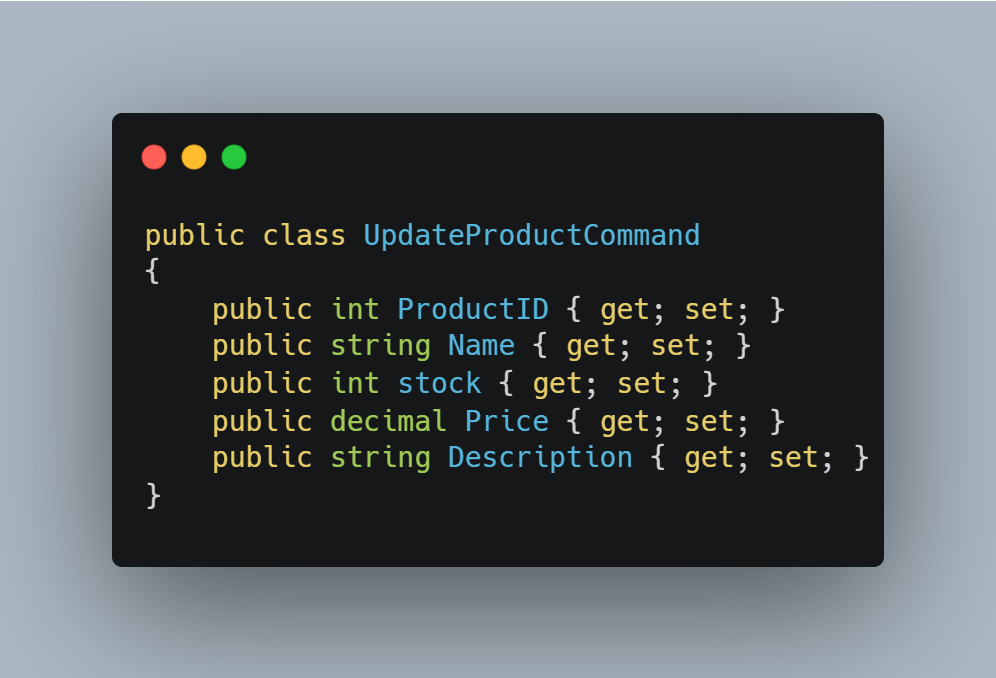 public class UpdateProductCommand
{
    public int ProductID { get; set; }
    public string Name { get; set; }
    public int stock { get; set; }
    public decimal Price { get; set; }
    public string Description { get; set; }
}